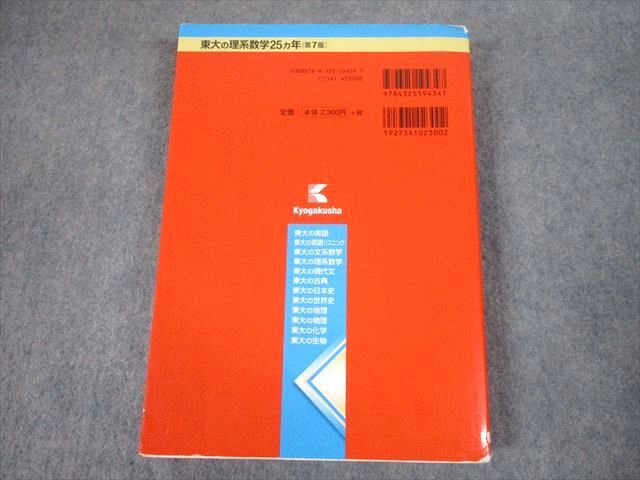 東大の理系数学25カ年[第7版]
ISBN978-4-325-19434-7
C7341 ¥2300E
9784325194347
定価：本体 2,300円 +税
1927341023002
Kyogakusha
東大の英語
東大の英語リスニング
東大の文系数学
東大の理系数学
東大の現代文
東大の古典
東大の日本史
東大の世界史
東大の地理
東大の物理
東大の化学
東大の生物